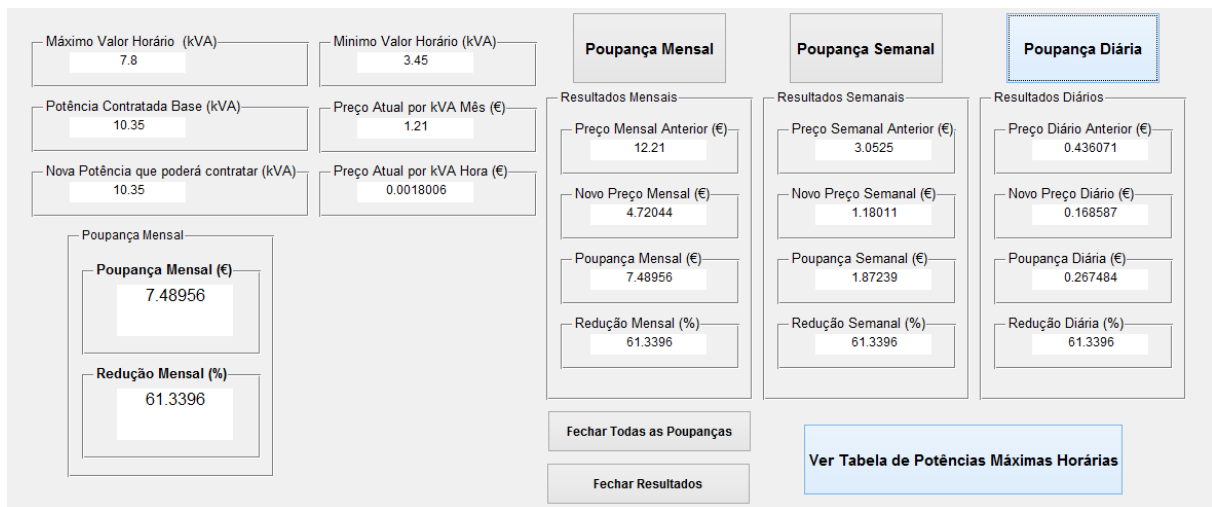 Máximo Valor Horário (kVA)
7.8
Minimo Valor Horário (kVA)
3.45
Potência Contratada Base (kVA)
10.35
Preço Atual por kVA Mês (€)
1.21
Nova Potência que poderá contratar (kVA)
10.35
Preço Atual por kVA Hora (€)
0.0018006
Poupança Mensal
Poupança Mensal (€)
7.48956
Redução Mensal (%)
61.3396
Poupança Mensal
Resultados Mensais
Preço Mensal Anterior (€)
12.21
Novo Preço Mensal (€)
4.72044
Poupança Mensal (€)
7.48956
Redução Mensal (%)
61.3396
Poupança Semanal
Resultados Semanais
Preço Semanal Anterior (€)
3.0525
Novo Preço Semanal (€)
1.18011
Poupança Semanal (€)
1.87239
Redução Semanal (%)
61.3396
Poupança Diária
Resultados Diários
Preço Diário Anterior (€)
0.436071
Novo Preço Diário (€)
0.168587
Poupança Diária (€)
0.267484
Redução Diária (%)
61.3396
Fechar Todas as Poupanças
Fechar Resultados
Ver Tabela de Potências Máximas Horárias